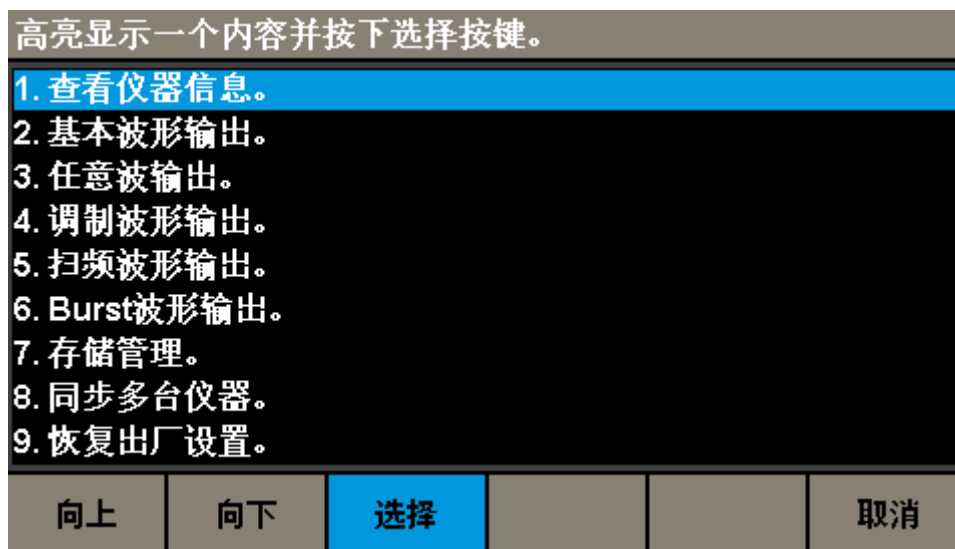 高亮显示一个内容并按下选择按键。
1. 查看仪器信息。
2. 基本波形输出。
3. 任意波输出。
4. 调制波形输出。
5. 扫频波形输出。
6. Burst波形输出。
7. 存储管理。
8. 同步多台仪器。
9. 恢复出厂设置。
向上 向下 选择 取消